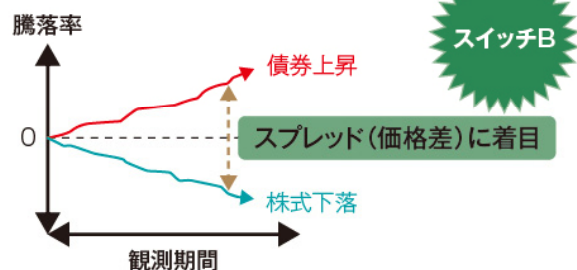 騰落率
スイッチB
債券上昇
0
スプレッド(価格差)に着目
株式下落
観測期間